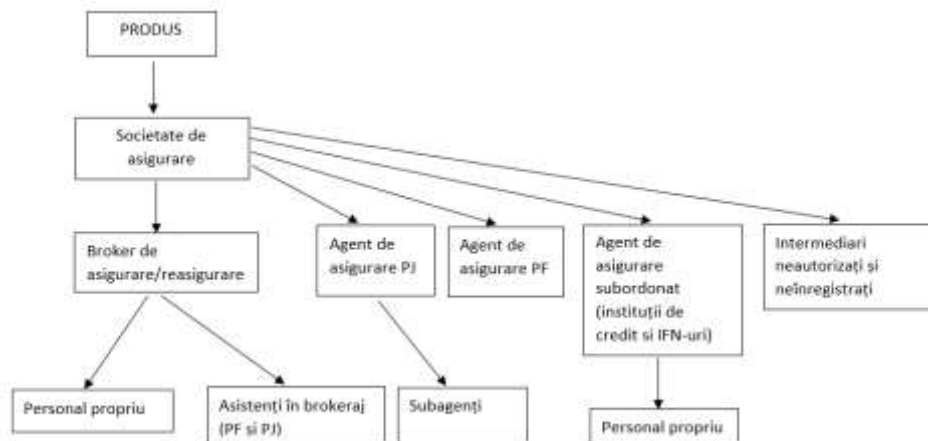 PRODUS
Societate de
asigurare
Broker de
asigurare/reasigurare
Agent de
asigurare PJ
Agent de
asigurare PF
Agent de
asigurare
subordonat
(instituții de
credit si IFN-uri)
Intermediari
neautorizați și
neînregistrați
Personal propriu
Asistenți în brokeraj
(PF si PJ)
Subagenți
Personal propriu